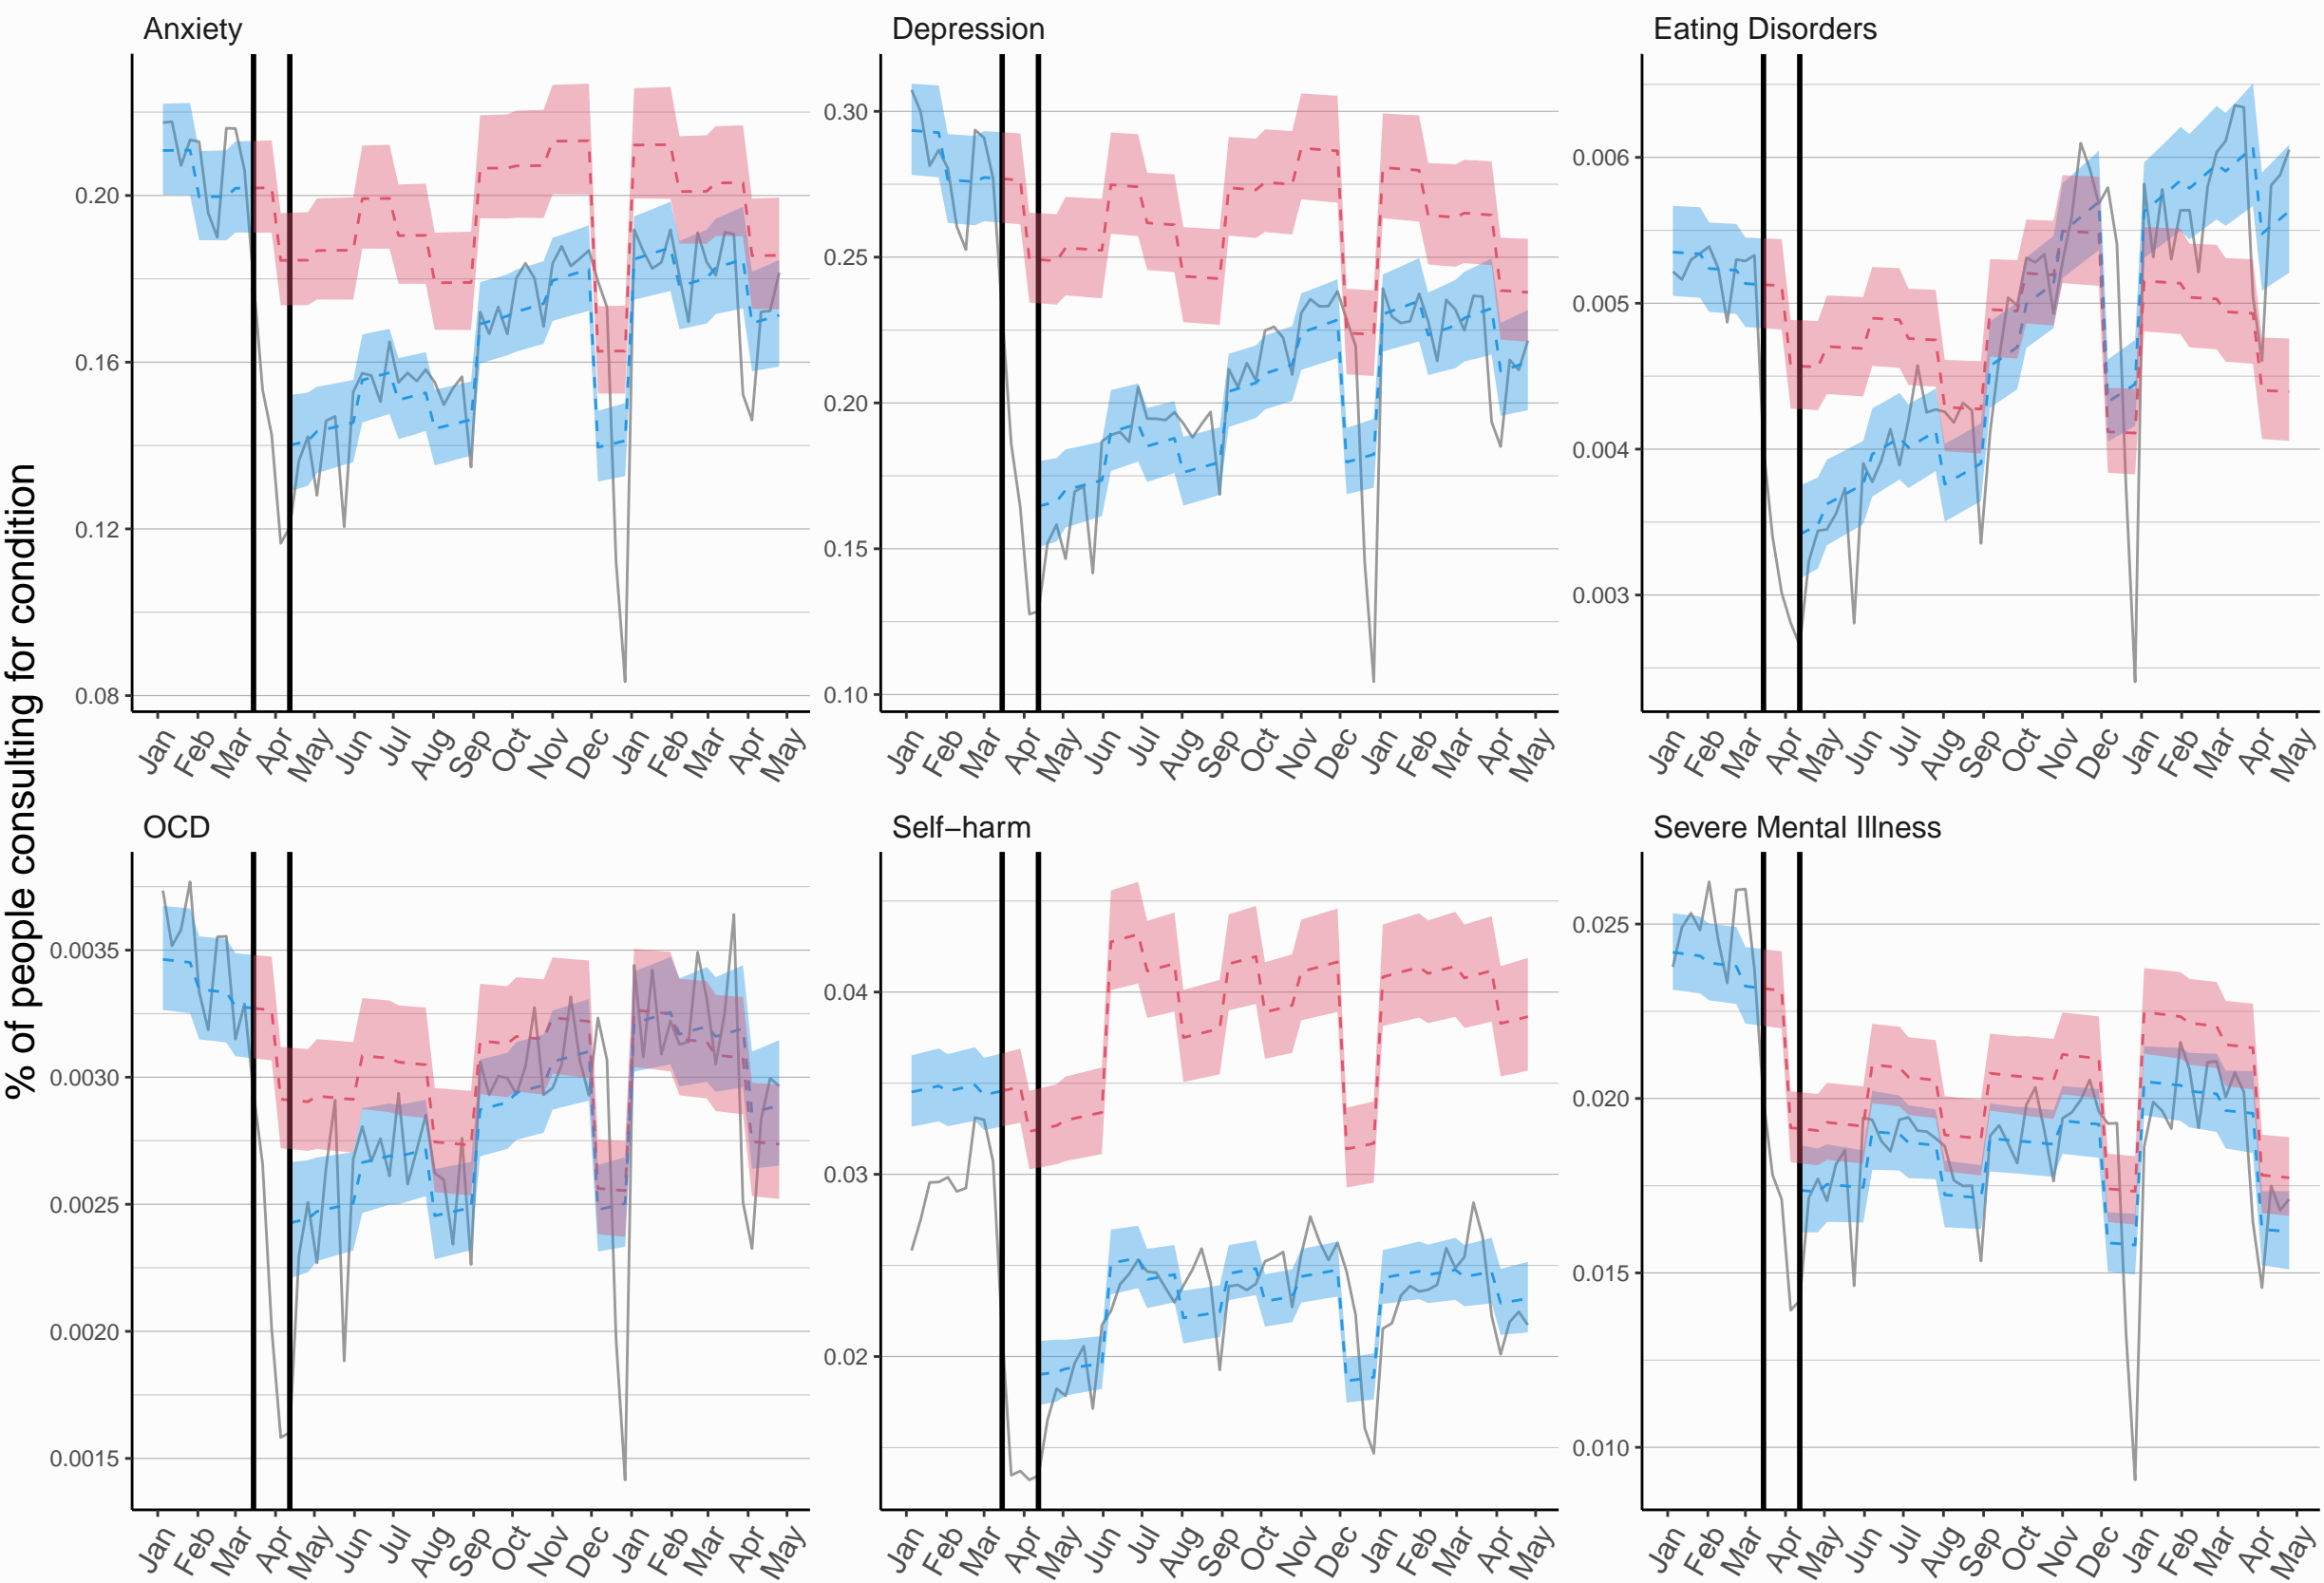 % of people consulting for condition
Anxiety
0.20
0.16
0.12
0.08
Jan Feb Mar Apr May Jun Jul Aug Sep Oct Nov Dec Jan Feb Mar Apr May
Depression
0.30
0.25
0.20
0.15
0.10
Jan Feb Mar Apr May Jun Jul Aug Sep Oct Nov Dec Jan Feb Mar Apr May
Eating Disorders
0.006
0.005
0.004
0.003
Jan Feb Mar Apr May Jun Jul Aug Sep Oct Nov Dec Jan Feb Mar Apr May
OCD
0.0035
0.0030
0.0025
0.0020
0.0015
Jan Feb Mar Apr May Jun Jul Aug Sep Oct Nov Dec Jan Feb Mar Apr May
Self−harm
0.04
0.03
0.02
Jan Feb Mar Apr May Jun Jul Aug Sep Oct Nov Dec Jan Feb Mar Apr May
Severe Mental Illness
0.025
0.020
0.015
0.010
Jan Feb Mar Apr May Jun Jul Aug Sep Oct Nov Dec Jan Feb Mar Apr May